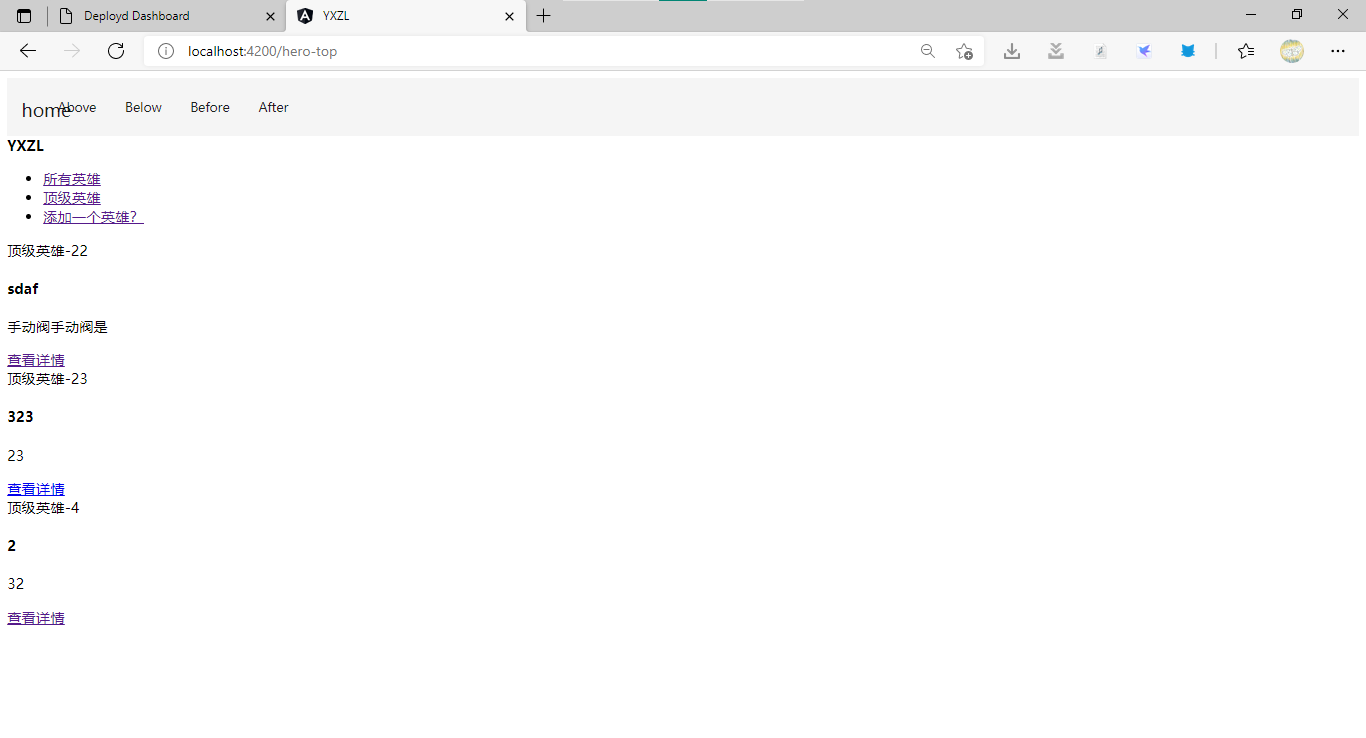 Deployd Dashboard
YXZL
localhost:4200/hero-top
home Above Below Before After
YXZL
所有英雄
顶级英雄
添加一个英雄？
顶级英雄-22
sdaf
手动阀手动阀是
查看详情
顶级英雄-23
323
23
查看详情
顶级英雄-4
2
32
查看详情